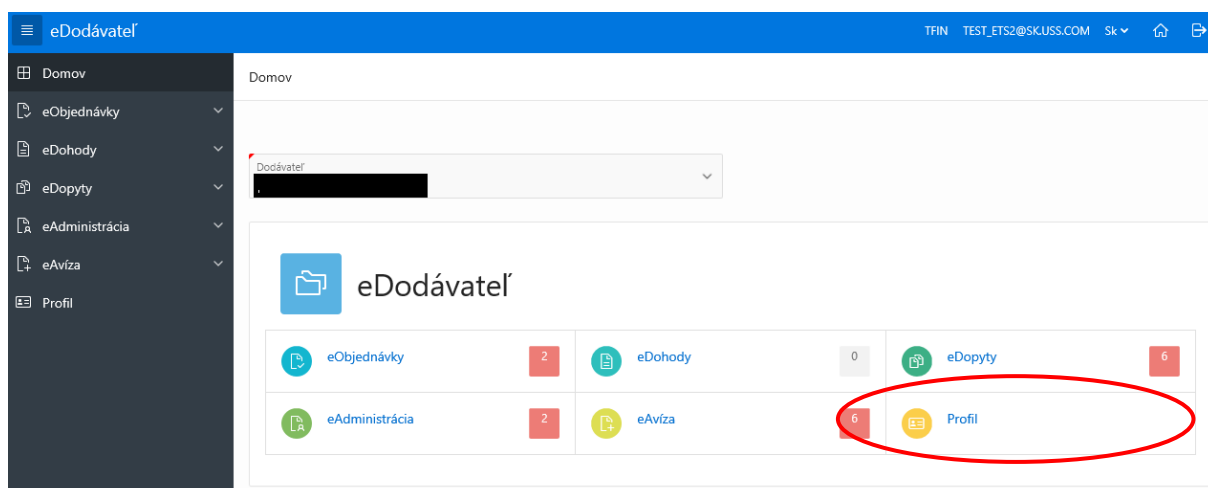 eDodávateľ
TFIN TEST_ETS2@SK.USS.COM Sk
Domov
eObjednávky
eDohody
eDopyty
eAdministrácia
eAvíza
Profil
Domov
Dodávateľ
,
eDodávateľ
eObjednávky 2
eDohody 0
eDopyty 6
eAdministrácia 2
eAvíza 6
Profil